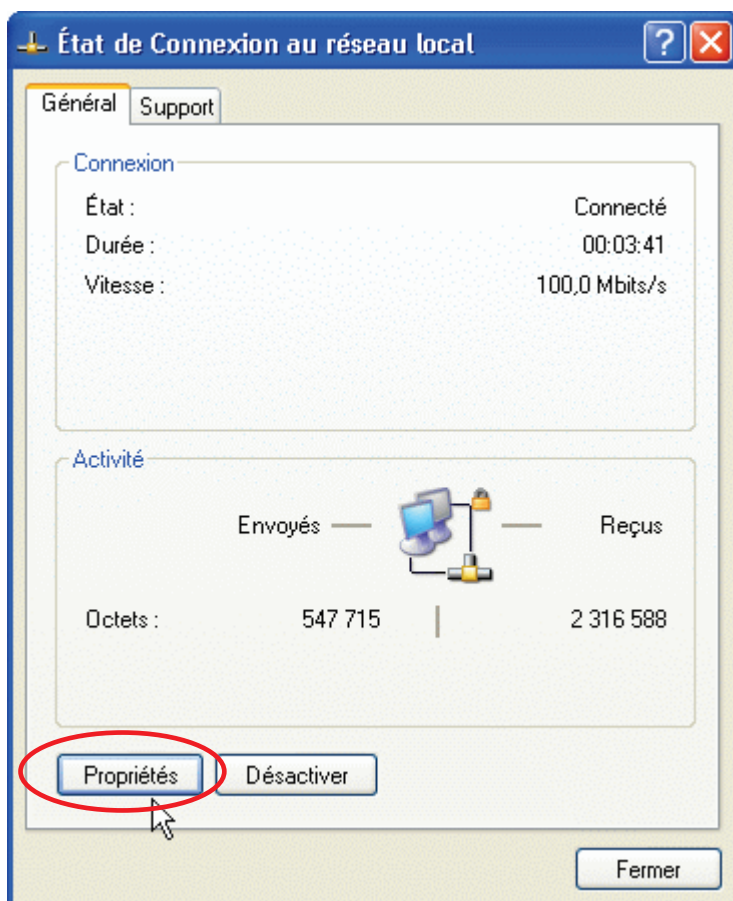 État de Connexion au réseau local
Général Support
Connexion
État : Connecté
Durée : 00:03:41
Vitesse : 100,0 Mbits/s
Activité
Envoyés Reçus
Octets : 547 715 2 316 588
Propriétés Désactiver
Fermer